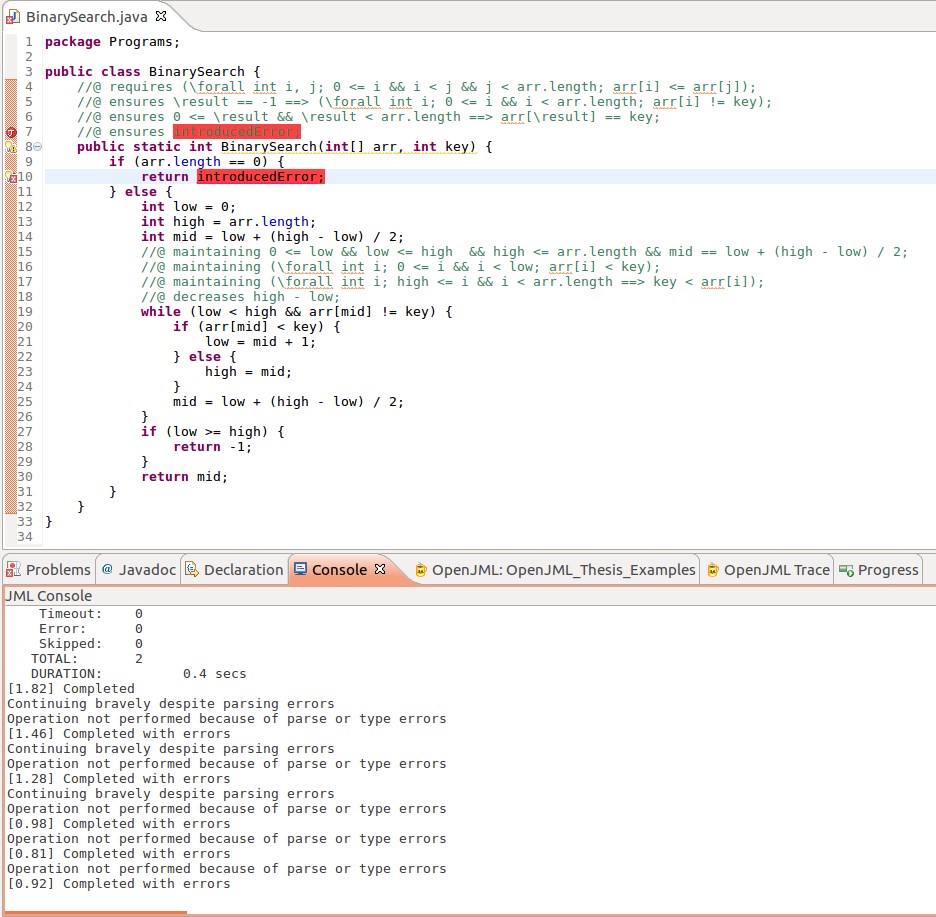 BinarySearch.java
1 package Programs;
2
3 public class BinarySearch {
4     //@ requires (\forall int i, j; 0 <= i && i < j && j < arr.length; arr[i] <= arr[j]);
5     //@ ensures \result == -1 ==> (\forall int i; 0 <= i && i < arr.length; arr[i] != key);
6     //@ ensures 0 <= \result && \result < arr.length ==> arr[\result] == key;
7     //@ ensures introducedError;
8     public static int BinarySearch(int[] arr, int key) {
9         if (arr.length == 0) {
10             return introducedError;
11         } else {
12             int low = 0;
13             int high = arr.length;
14             int mid = low + (high - low) / 2;
15             //@ maintaining 0 <= low && low <= high  && high <= arr.length && mid == low + (high - low) / 2;
16             //@ maintaining (\forall int i; 0 <= i && i < low; arr[i] < key);
17             //@ maintaining (\forall int i; high <= i && i < arr.length ==> key < arr[i]);
18             //@ decreases high - low;
19             while (low < high && arr[mid] != key) {
20                 if (arr[mid] < key) {
21                     low = mid + 1;
22                 } else {
23                     high = mid;
24                 }
25                 mid = low + (high - low) / 2;
26             }
27             if (low >= high) {
28                 return -1;
29             }
30             return mid;
31         }
32     }
33 }
34
Problems @ Javadoc Declaration Console OpenJML: OpenJML_Thesis_Examples OpenJML Trace Progress
JML Console
    Timeout:    0
    Error:      0
    Skipped:    0
   TOTAL:       2
   DURATION:          0.4 secs
[1.82] Completed
Continuing bravely despite parsing errors
Operation not performed because of parse or type errors
[1.46] Completed with errors
Continuing bravely despite parsing errors
Operation not performed because of parse or type errors
[1.28] Completed with errors
Continuing bravely despite parsing errors
Operation not performed because of parse or type errors
[0.98] Completed with errors
Operation not performed because of parse or type errors
[0.81] Completed with errors
Operation not performed because of parse or type errors
[0.92] Completed with errors